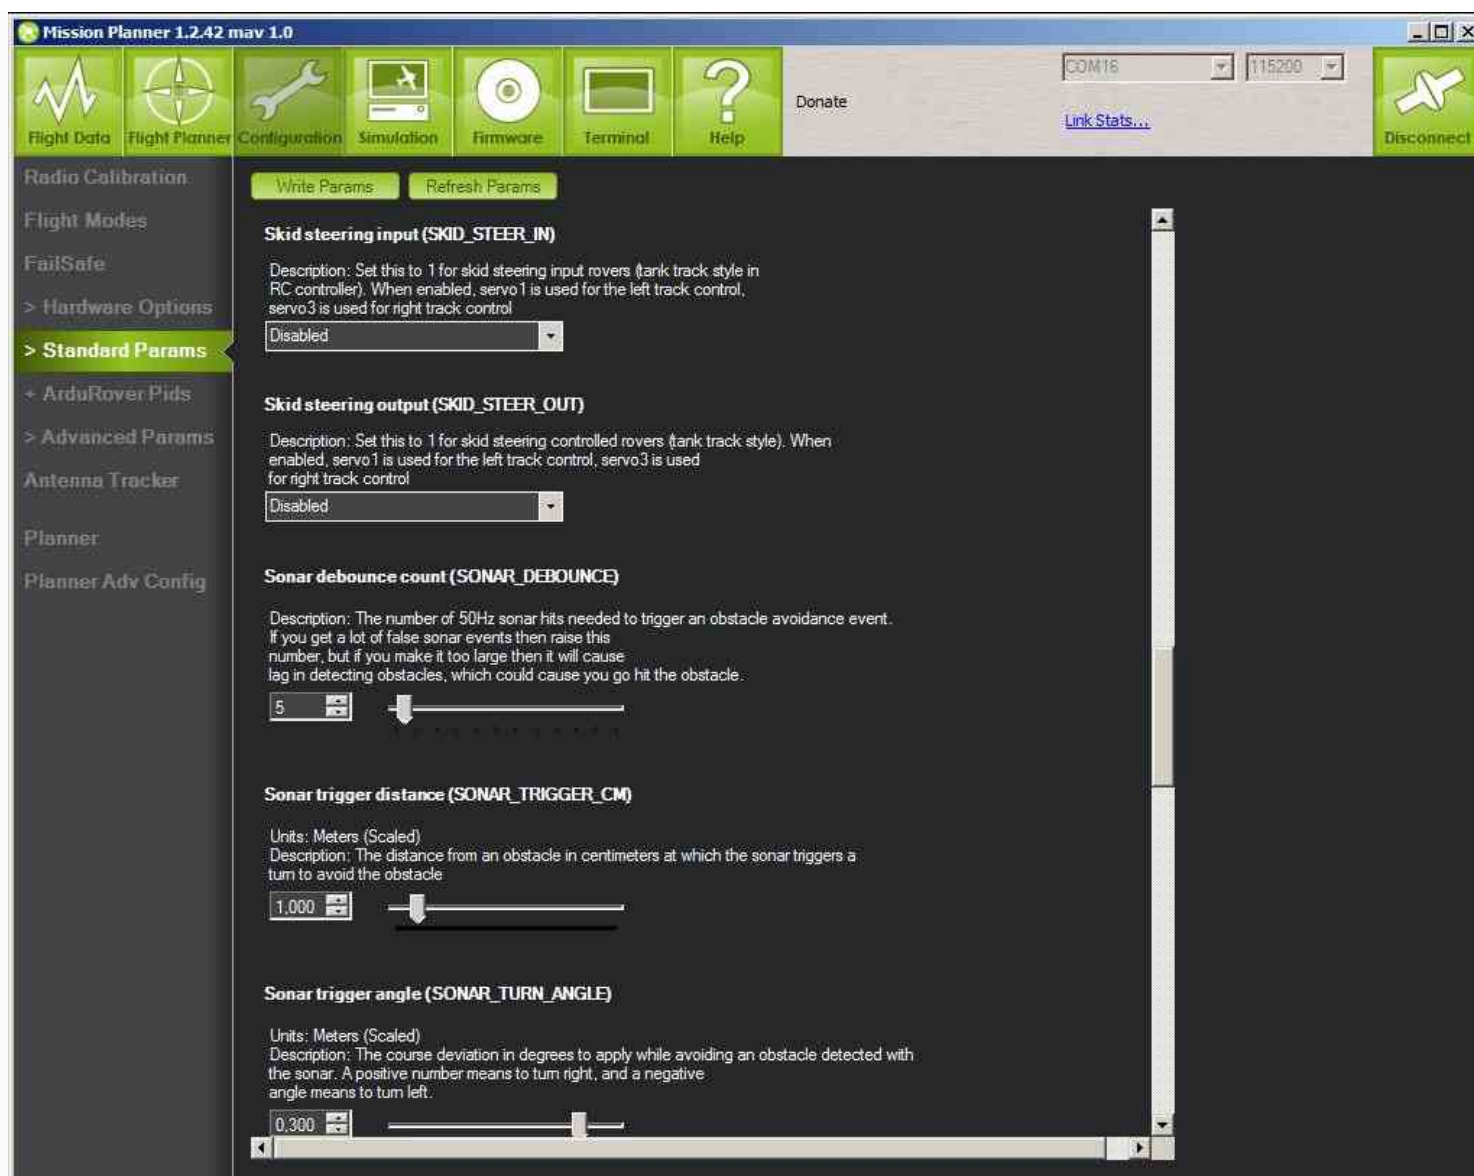 Mission Planner 1.2.42 mav 1.0
Flight Data Flight Planner Configuration Simulation Firmware Terminal Help
Donate
COM16 115200
Link Stats...
Disconnect
Radio Calibration
Flight Modes
FailSafe
> Hardware Options
> Standard Params
+ ArduRover Pids
> Advanced Params
Antenna Tracker
Planner
Planner Adv Config
Write Params Refresh Params
Skid steering input (SKID_STEER_IN)
Description: Set this to 1 for skid steering input rovers (tank track style in
RC controller). When enabled, servo1 is used for the left track control,
servo3 is used for right track control
Disabled
Skid steering output (SKID_STEER_OUT)
Description: Set this to 1 for skid steering controlled rovers (tank track style). When
enabled, servo1 is used for the left track control, servo3 is used
for right track control
Disabled
Sonar debounce count (SONAR_DEBOUNCE)
Description: The number of 50Hz sonar hits needed to trigger an obstacle avoidance event.
If you get a lot of false sonar events then raise this
number, but if you make it too large then it will cause
lag in detecting obstacles, which could cause you go hit the obstacle.
5
Sonar trigger distance (SONAR_TRIGGER_CM)
Units: Meters (Scaled)
Description: The distance from an obstacle in centimeters at which the sonar triggers a
turn to avoid the obstacle
1,000
Sonar trigger angle (SONAR_TURN_ANGLE)
Units: Meters (Scaled)
Description: The course deviation in degrees to apply while avoiding an obstacle detected with
the sonar. A positive number means to turn right, and a negative
angle means to turn left.
0,300